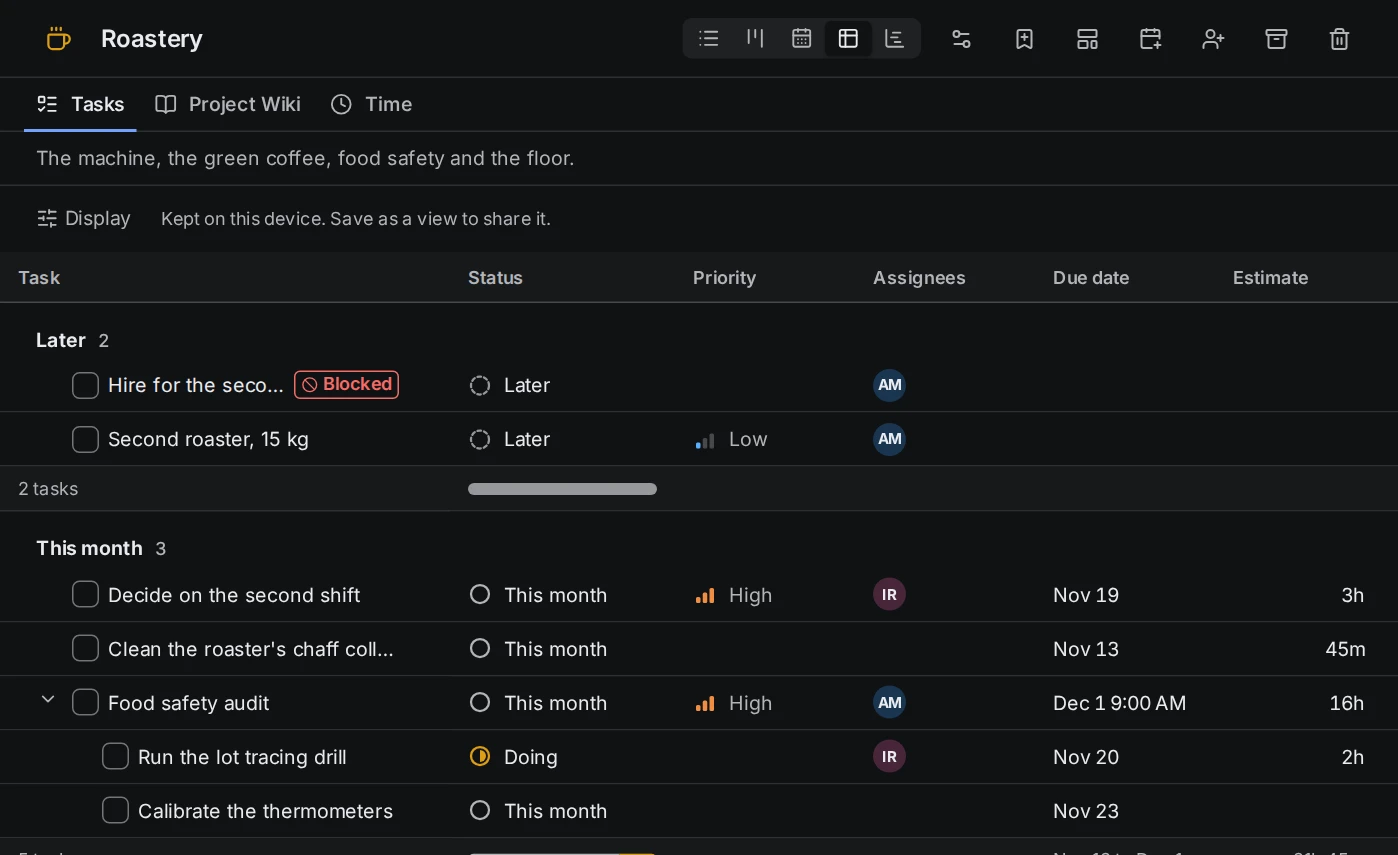 Roastery
Tasks Project Wiki Time
The machine, the green coffee, food safety and the floor.
Display Kept on this device. Save as a view to share it.
Task Status Priority Assignees Due date Estimate
Later 2
Hire for the seco... Blocked Later AM
Second roaster, 15 kg Later Low AM
2 tasks
This month 3
Decide on the second shift This month High IR Nov 19 3h
Clean the roaster's chaff coll... This month Nov 13 45m
Food safety audit This month High AM Dec 1 9:00 AM 16h
Run the lot tracing drill Doing IR Nov 20 2h
Calibrate the thermometers This month Nov 23